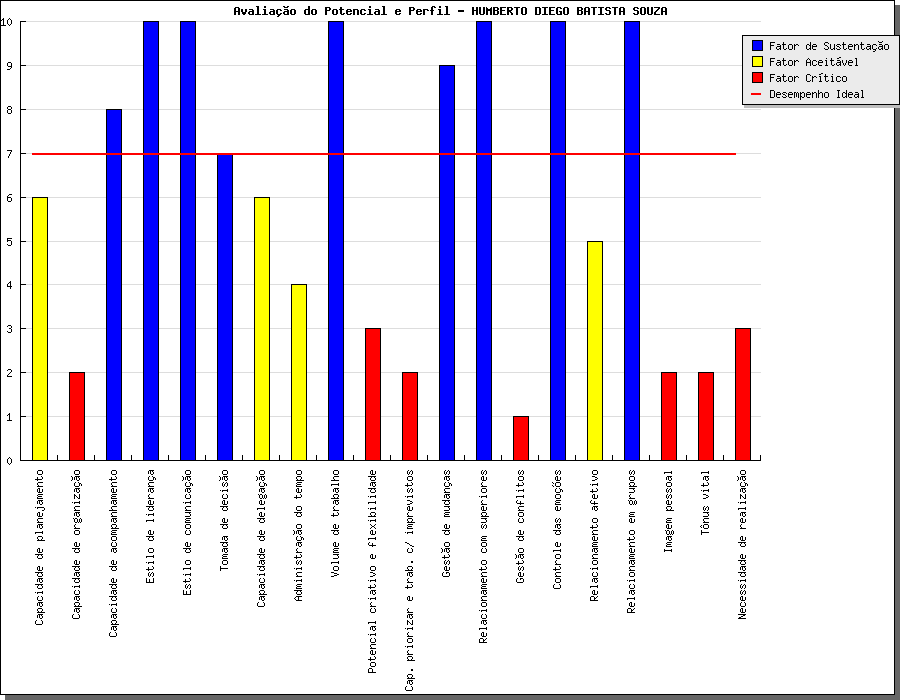 Avaliação do Potencial e Perfil - HUMBERTO DIEGO BATISTA SOUZA
10
9
8
7
6
5
4
3
2
1
0
Fator de Sustentação
Fator Aceitável
Fator Crítico
Desempenho Ideal
Capacidade de planejamento
Capacidade de organização
Capacidade de acompanhamento
Estilo de liderança
Estilo de comunicação
Tomada de decisão
Capacidade de delegação
Administração do tempo
Volume de trabalho
Potencial criativo e flexibilidade
Cap. priorizar e trab. c/ imprevistos
Gestão de mudanças
Relacionamento com superiores
Gestão de conflitos
Controle das emoções
Relacionamento afetivo
Relacionamento em grupos
Imagem pessoal
Tônus vital
Necessidade de realização